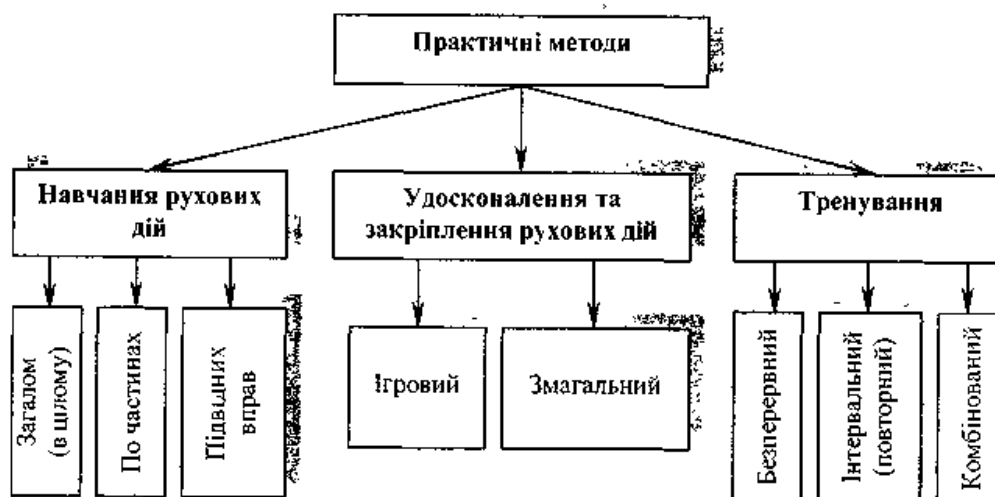 Практичні методи
Навчання рухових
дій
Удосконалення та
закріплення рухових дій
Тренування
Загалом
(в цілому)
По частинах
Підвідних
вправ
Ігровий
Змагальний
Безперервний
Інтервальний
(повторний)
Комбінований